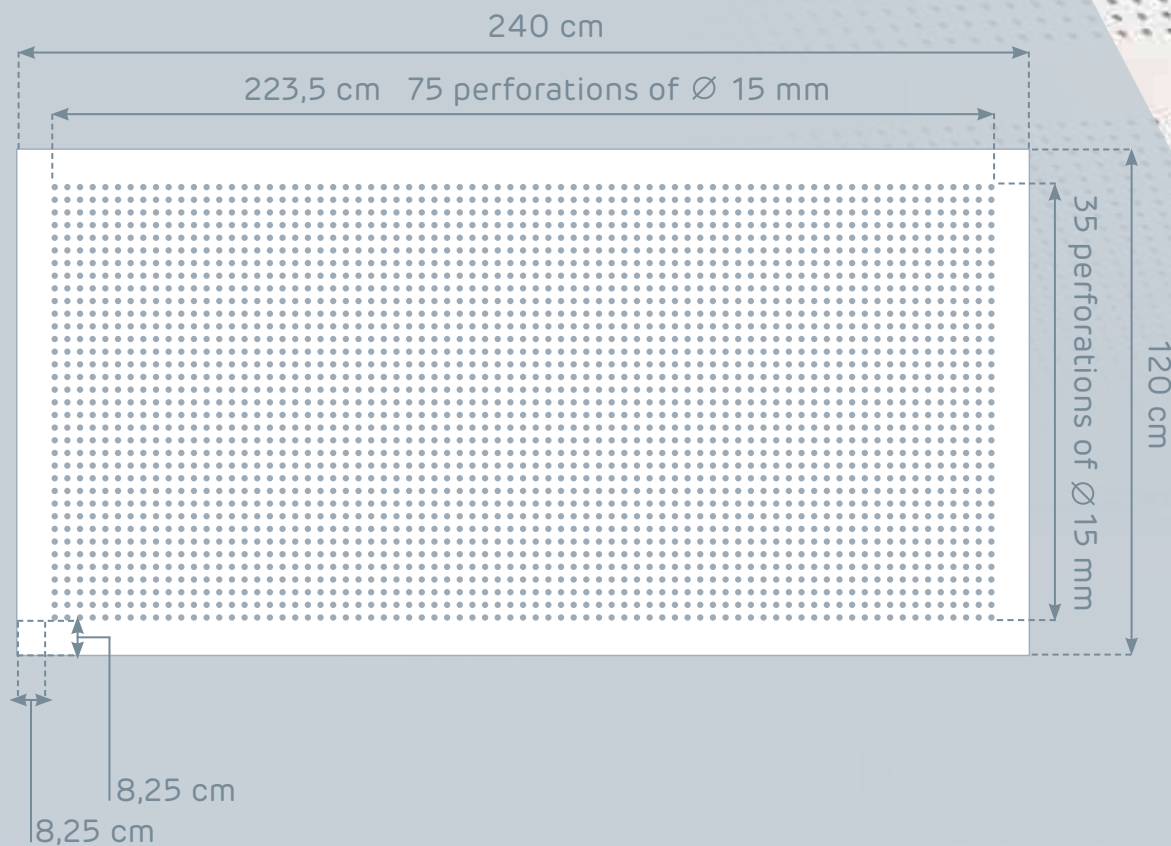 240 cm
223,5 cm 75 perforations of ∅ 15 mm
35 perforations of ∅ 15 mm
120 cm
8,25 cm
8,25 cm